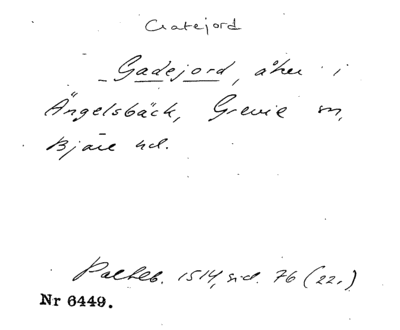 Gatejord
Gadejord, åker i
Ängelsbäck, Grevie sn,
Bjäre hd.
Palteb. 1514, sid. 76 (22.)
Nr 6449.